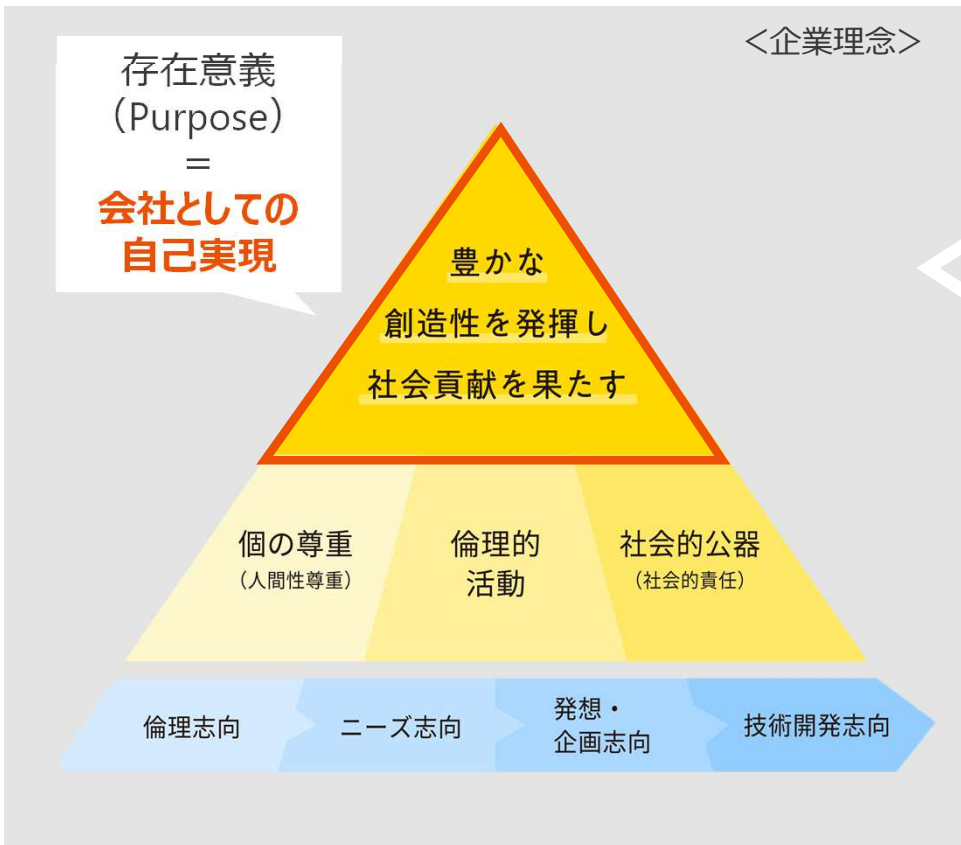 ＜企業理念＞
存在意義
（Purpose）
＝
会社としての
自己実現
豊かな
創造性を発揮し
社会貢献を果たす
個の尊重
（人間性尊重）
倫理的
活動
社会的公器
（社会的責任）
倫理志向
ニーズ志向
発想・
企画志向
技術開発志向